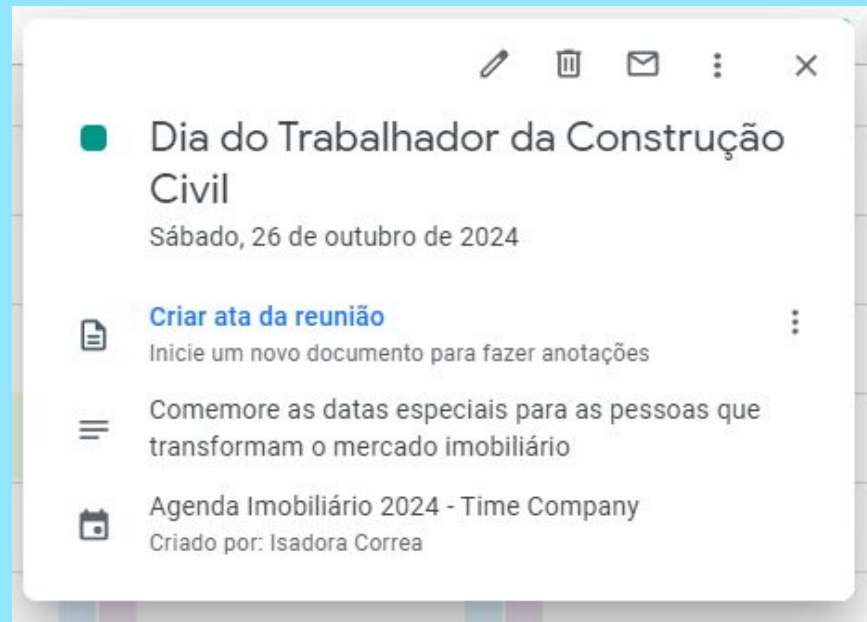 Dia do Trabalhador da Construção
Civil
Sábado, 26 de outubro de 2024
Criar ata da reunião
Inicie um novo documento para fazer anotações
Comemore as datas especiais para as pessoas que
transformam o mercado imobiliário
Agenda Imobiliário 2024 - Time Company
Criado por: Isadora Correa